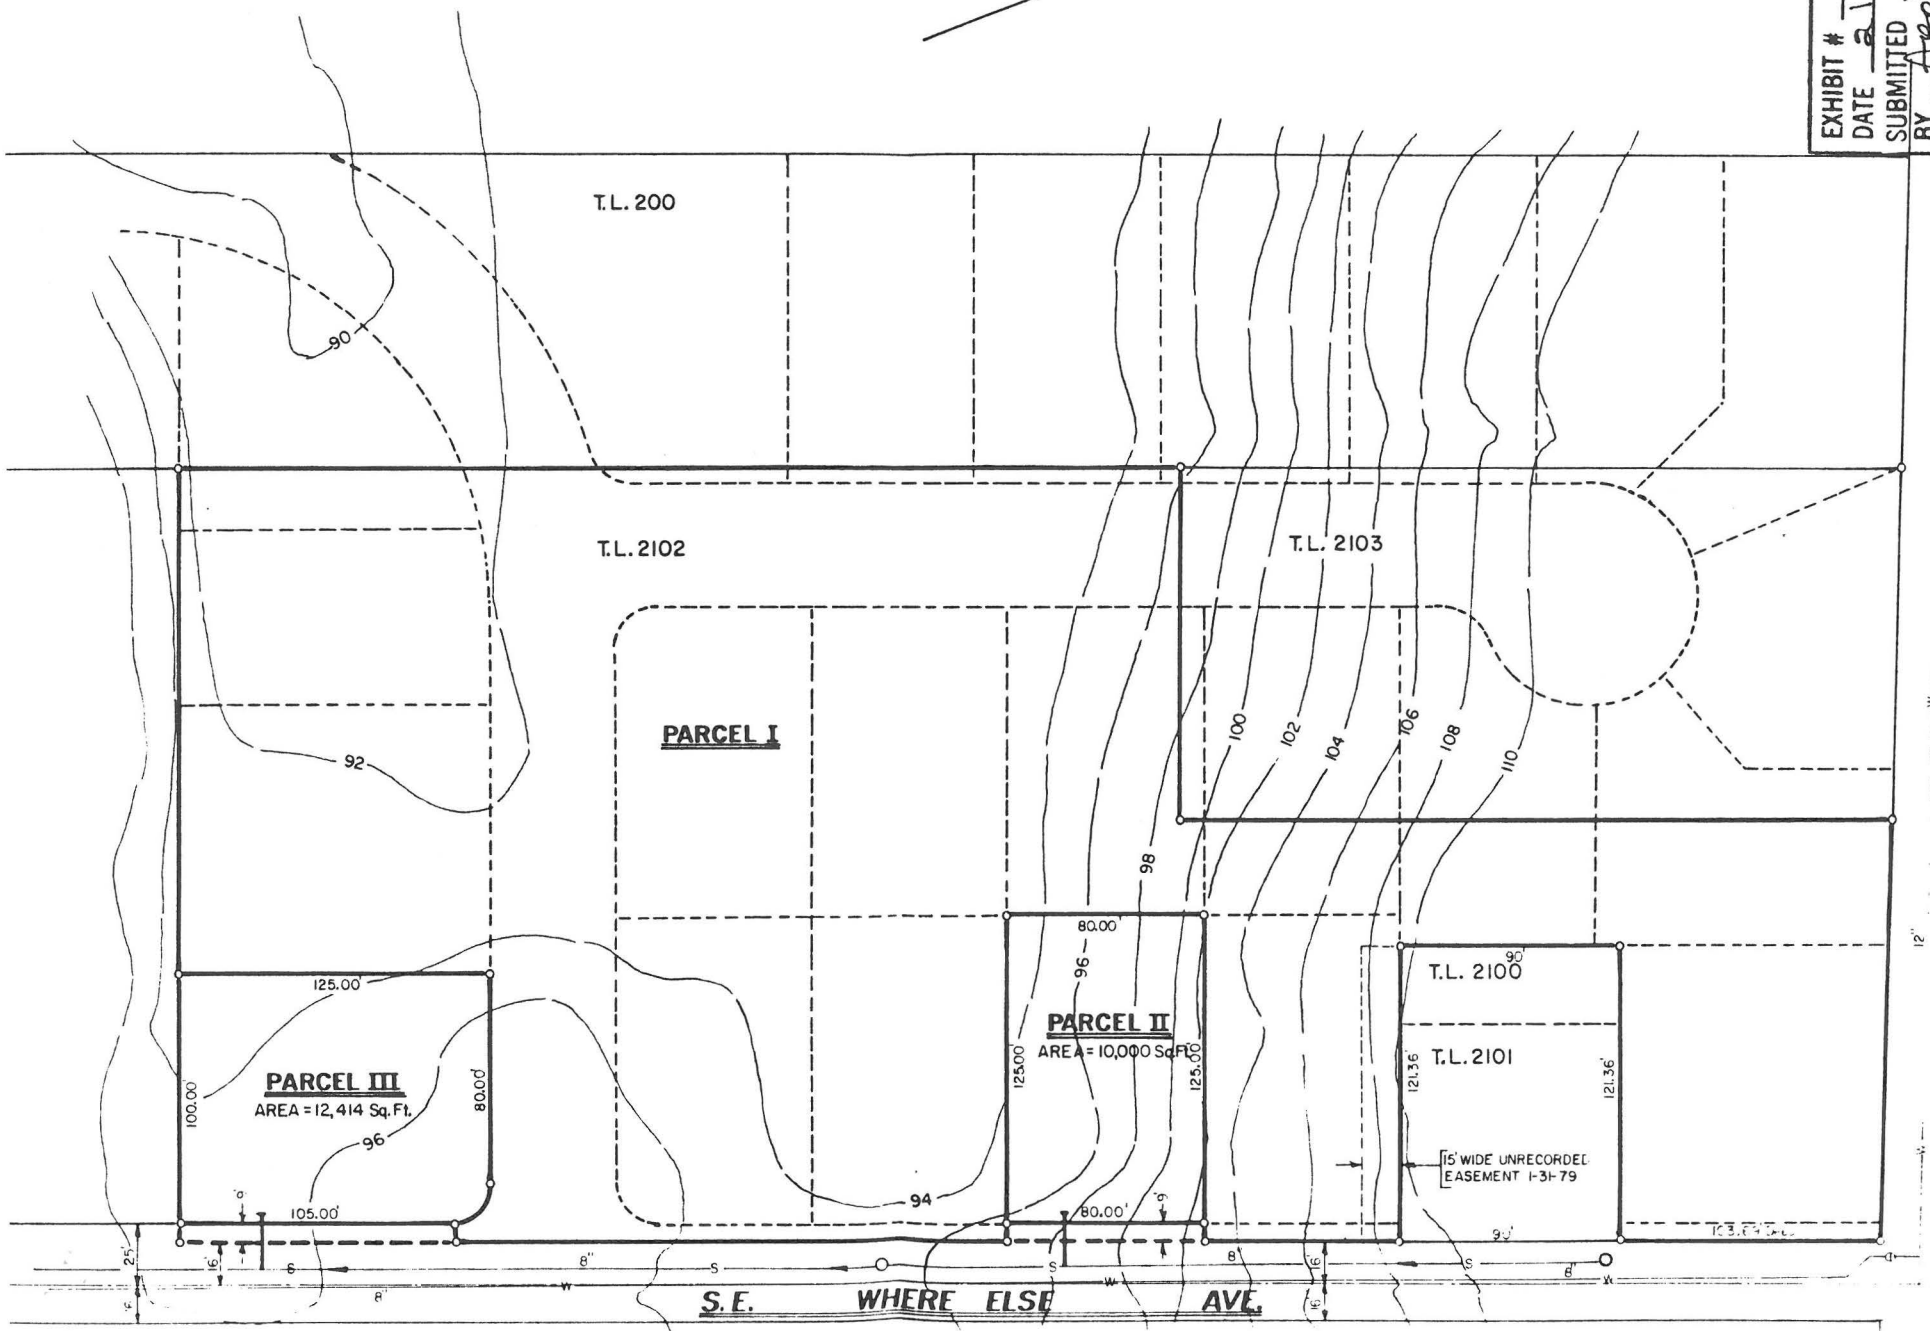 EXHIBIT #
DATE
SUBMITTED
BY
T.L. 200
90
T.L. 2102
T.L. 2103
PARCEL I
92
100
102
104
106
108
110
98
80.00'
96
90'
T.L. 2100
125.00'
PARCEL II
AREA = 10,000 Sq.Ft.
125.00'
125.00'
T.L. 2101
121.36'
121.36'
PARCEL III
AREA = 12,414 Sq. Ft.
100.00'
80.00'
96
15' WIDE UNRECORDED
EASEMENT 1-31-79
94
105.00'
80.00'
9'
90'
25'
16'
S
8"
S
S
8"
16'
S
8"
W
W
W
8"
S.E. WHERE ELSE AVE.
16'
12"
W